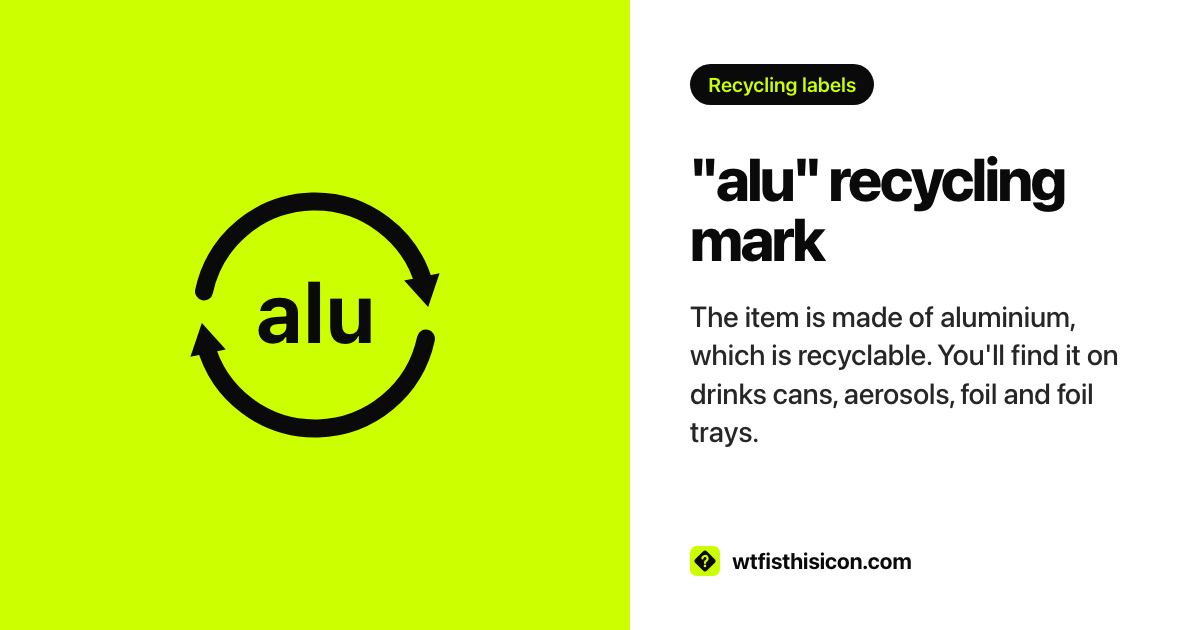 alu
Recycling labels
"alu" recycling
mark
The item is made of aluminium,
which is recyclable. You'll find it on
drinks cans, aerosols, foil and foil
trays.
?
wtfisthisicon.com